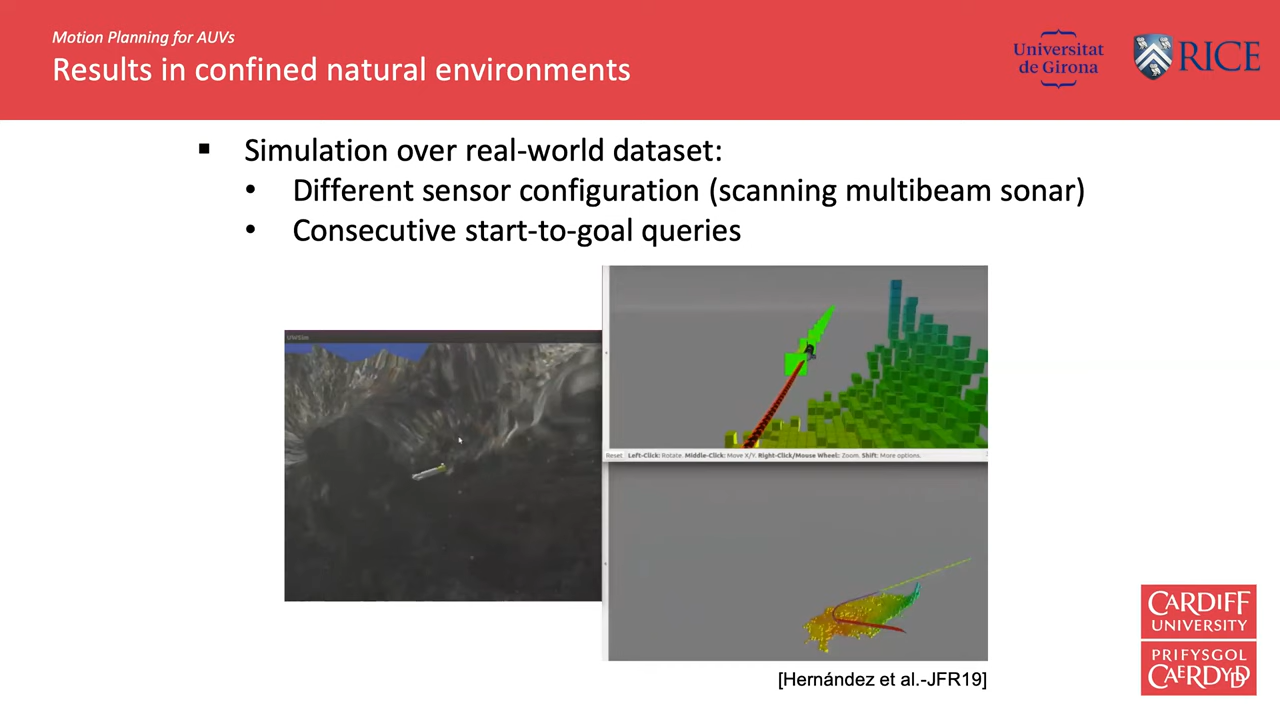 Motion Planning for AUVs
Results in confined natural environments
Universitat
de Girona
RICE
▪ Simulation over real-world dataset:
• Different sensor configuration (scanning multibeam sonar)
• Consecutive start-to-goal queries
UWSim
Reset Left-Click: Rotate. Middle-Click: Move X/Y. Right-Click/Mouse Wheel: Zoom. Shift: More options.
[Hernández et al.-JFR19]
CARDIFF
UNIVERSITY
PRIFYSGOL
CAERDYDD